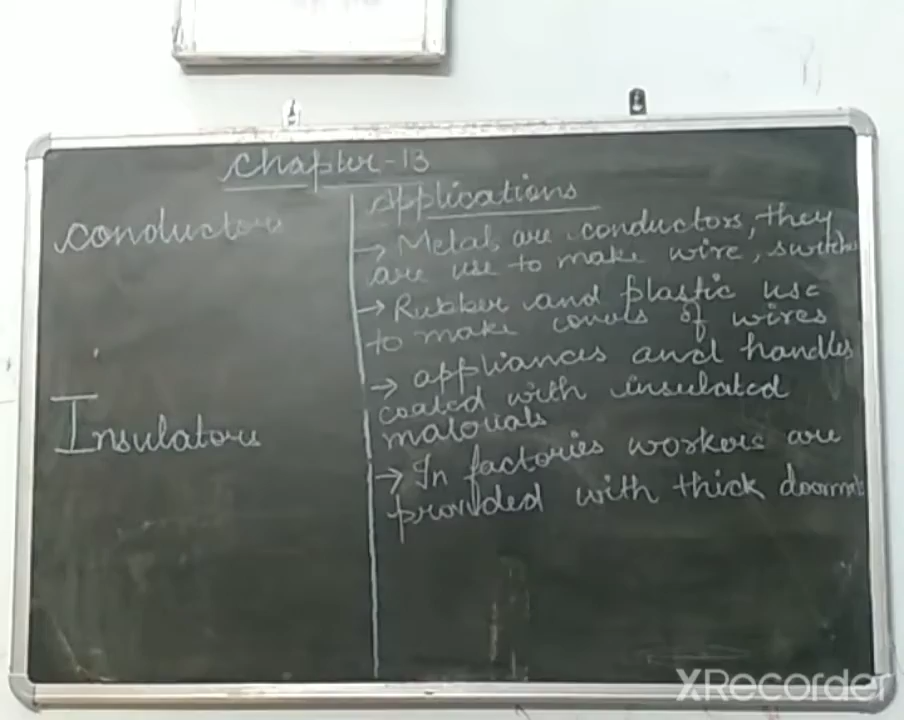 Chapter-13
Conductors
Insulators
Applications
→ Metals are conductors, they
are use to make wire, switche
→ Rubber and plastic use
to make covers of wires
→ appliances and handles
coated with insulated
materials
→ In factories workers are
provided with thick doormats
XRecorder